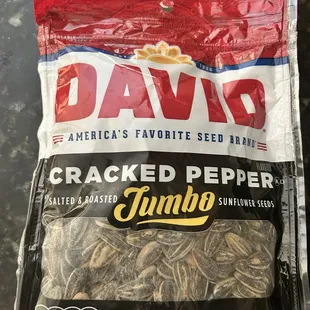 DAVID
AMERICA'S FAVORITE SEED BRAND
CRACKED PEPPER
SALTED & ROASTED Jumbo SUNFLOWER SEEDS